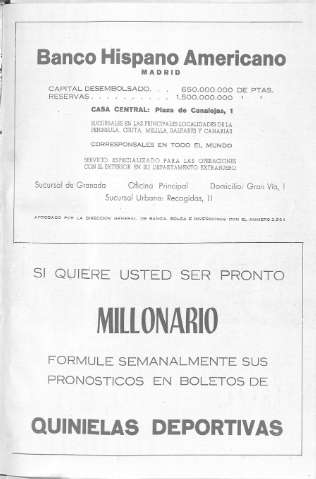 Banco Hispano Americano
MADRID
CAPITAL DESEMBOLSADO. . . 650.000.000 DE PTAS.
RESERVAS . . . . . . . . . . 1.500.000.000 " "
CASA CENTRAL: Plaza de Canalejas, 1
SUCURSALES EN LAS PRINCIPALES LOCALIDADES DE LA
PENINSULA, CEUTA, MELILLA, BALEARES Y CANARIAS
CORRESPONSALES EN TODO EL MUNDO
SERVICIO ESPECIALIZADO PARA LAS OPERACIONES
CON EL EXTERIOR EN SU DEPARTAMENTO EXTRANJERO
Sucursal de Granada Oficina Principal Domicilio: Gran Vía, 1
Sucursal Urbana: Recogidas, 11
APROBADO POR LA DIRECCION GENERAL DE BANCA, BOLSA E INVERSIONES CON EL NUMERO
SI QUIERE USTED SER PRONTO
MILLONARIO
FORMULE SEMANALMENTE SUS
PRONOSTICOS EN BOLETOS DE
QUINIELAS DEPORTIVAS